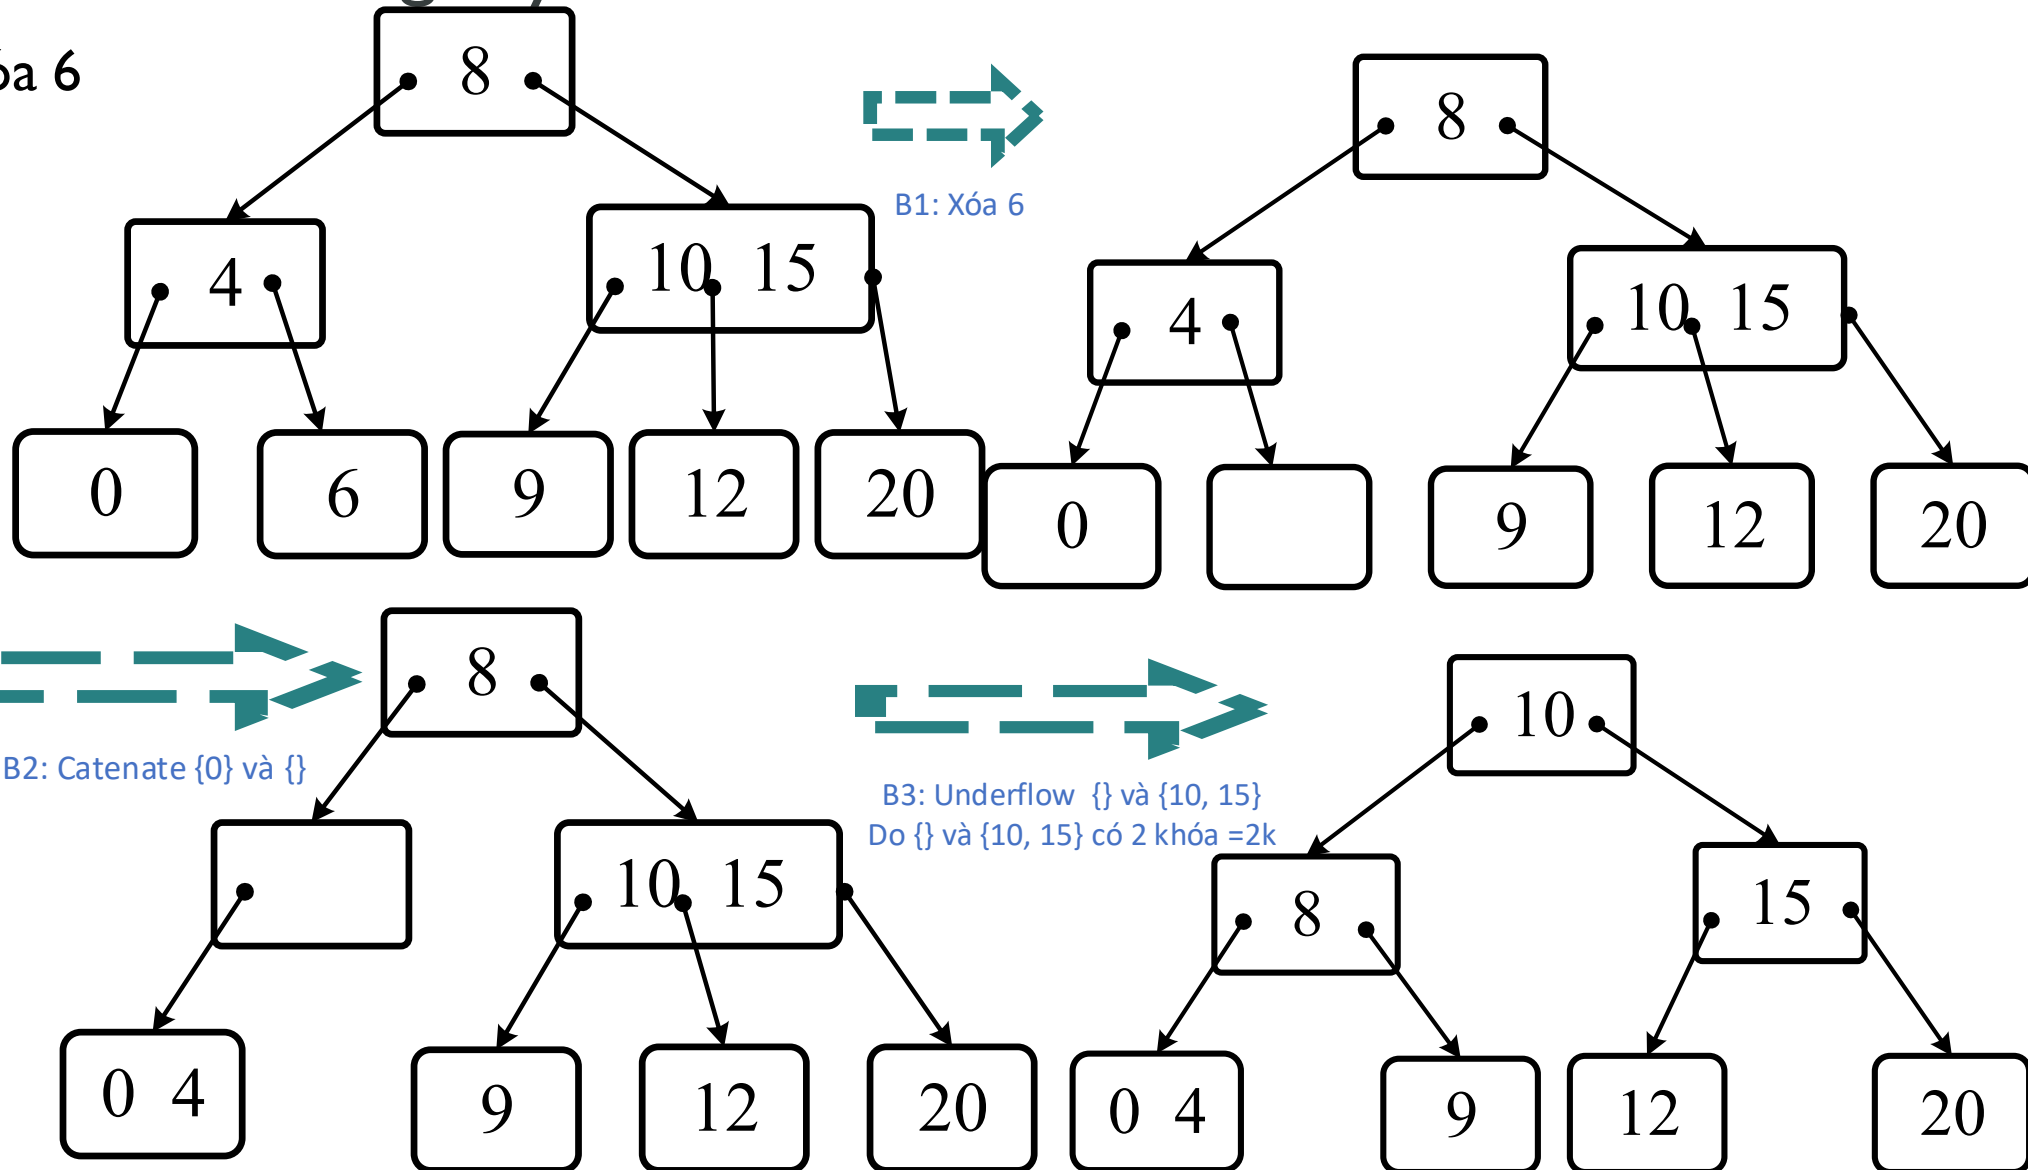 8
6
4
10 15
0 6 9 12 20
B1: Xóa 6
8
4
10 15
0 9 12 20
B2: Catenate {0} và {}
8
10 15
0 4 9 12 20
B3: Underflow {} và {10, 15}
Do {} và {10, 15} có 2 khóa =2k
10
8
15
0 4 9 12 20